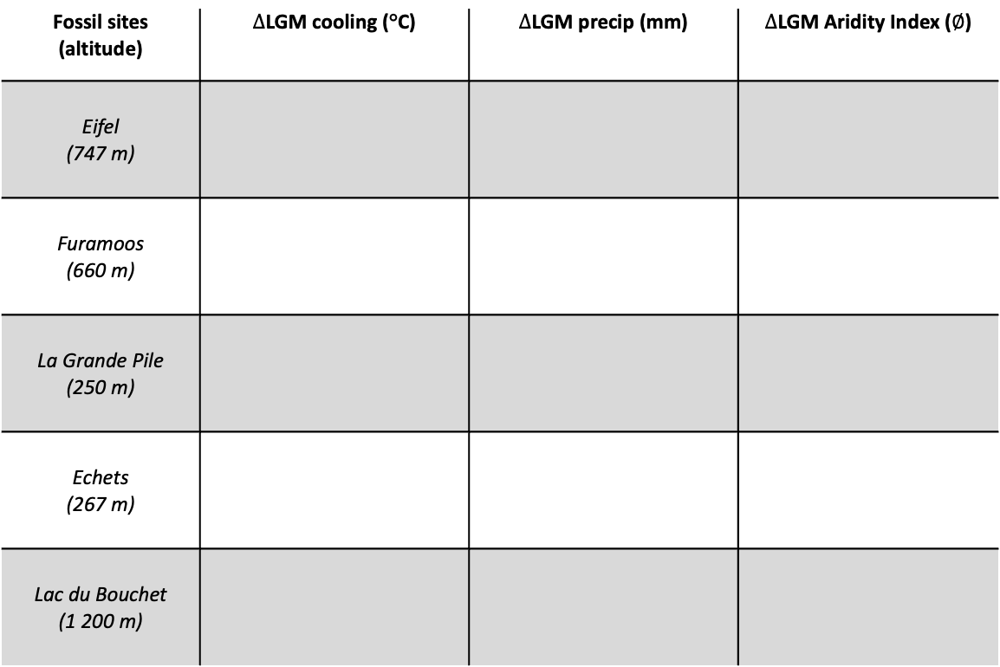 Fossil sites
(altitude)
ΔLGM cooling (°C)
ΔLGM precip (mm)
ΔLGM Aridity Index (Ø)
Eifel
(747 m)
Furamoos
(660 m)
La Grande Pile
(250 m)
Echets
(267 m)
Lac du Bouchet
(1 200 m)